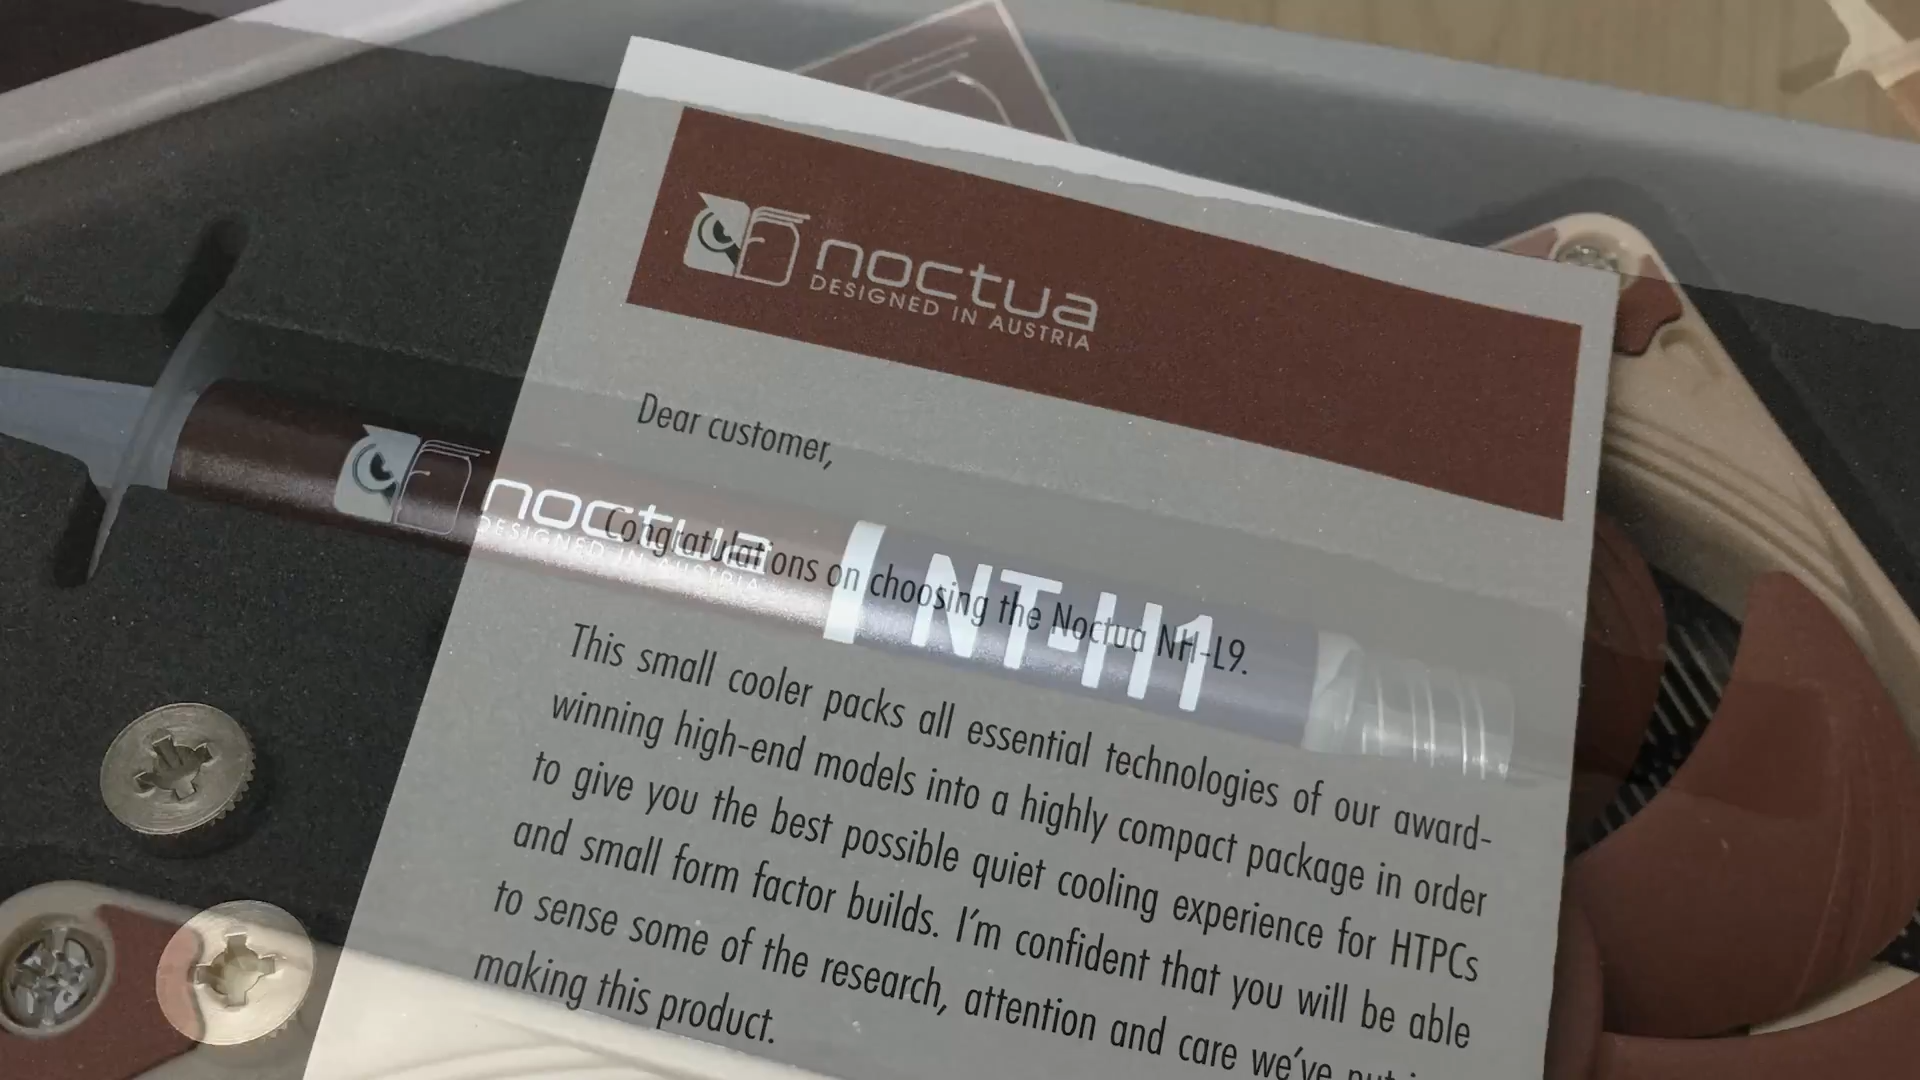 noctua
DESIGNED IN AUSTRIA
Dear customer,
noctua
DESIGNED IN AUSTRIA
NT-H1
Congratulations on choosing the Noctua NH-L9.
This small cooler packs all essential technologies of our award-
winning high-end models into a highly compact package in order
to give you the best possible quiet cooling experience for HTPCs
and small form factor builds. I'm confident that you will be able
to sense some of the research, attention and care we've put
making this product.